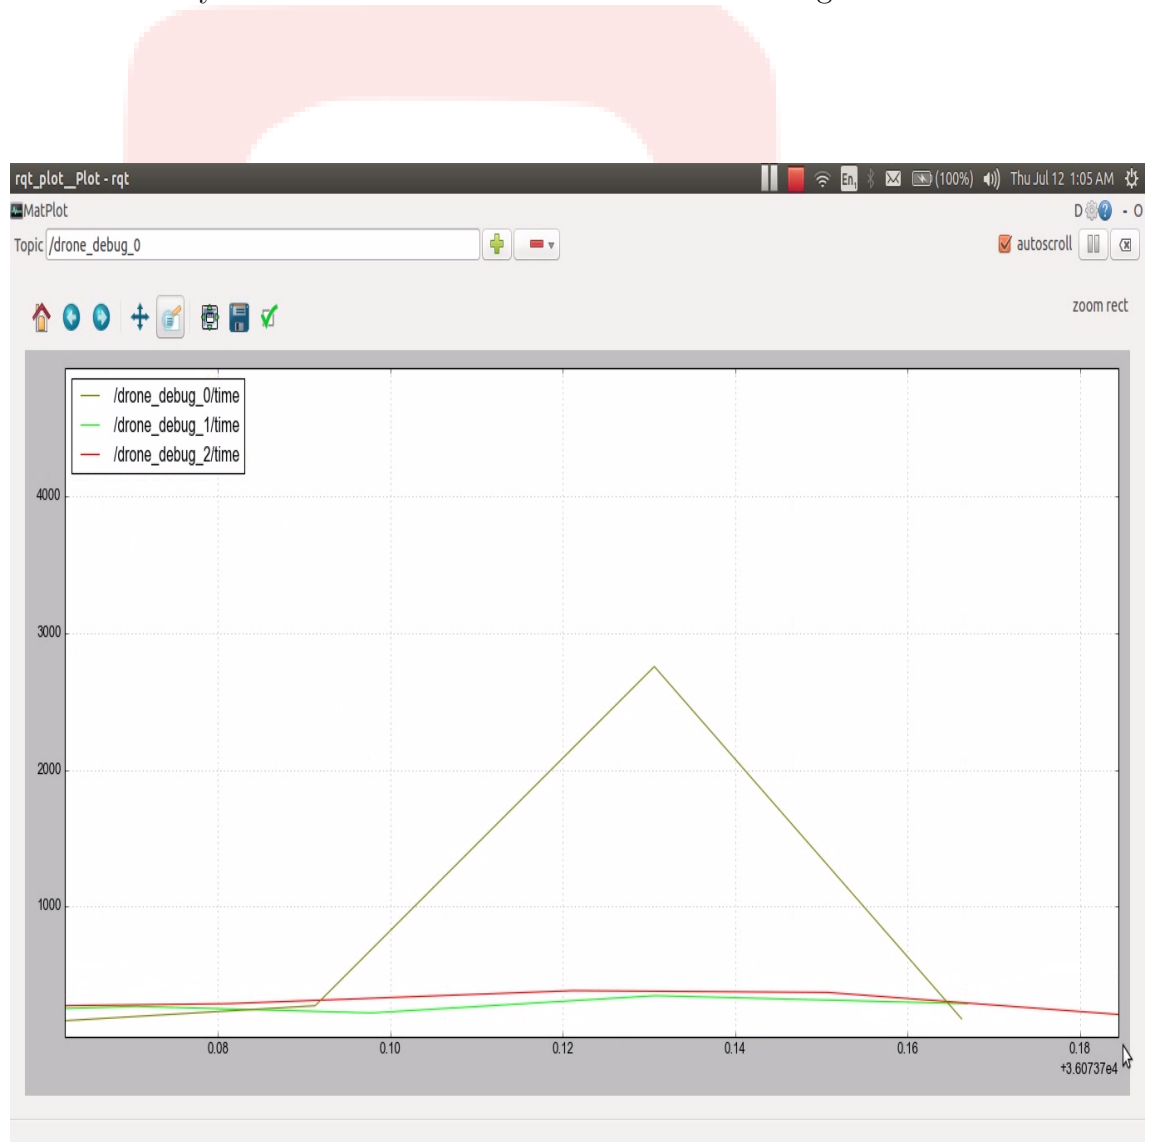 rqt_plot__Plot - rqt
En1 (100%) Thu Jul 12 1:05 AM
MatPlot D - O
Topic /drone_debug_0 autoscroll
zoom rect
/drone_debug_0/time
/drone_debug_1/time
/drone_debug_2/time
4000
3000
2000
1000
0.08 0.10 0.12 0.14 0.16 0.18
+3.60737e4